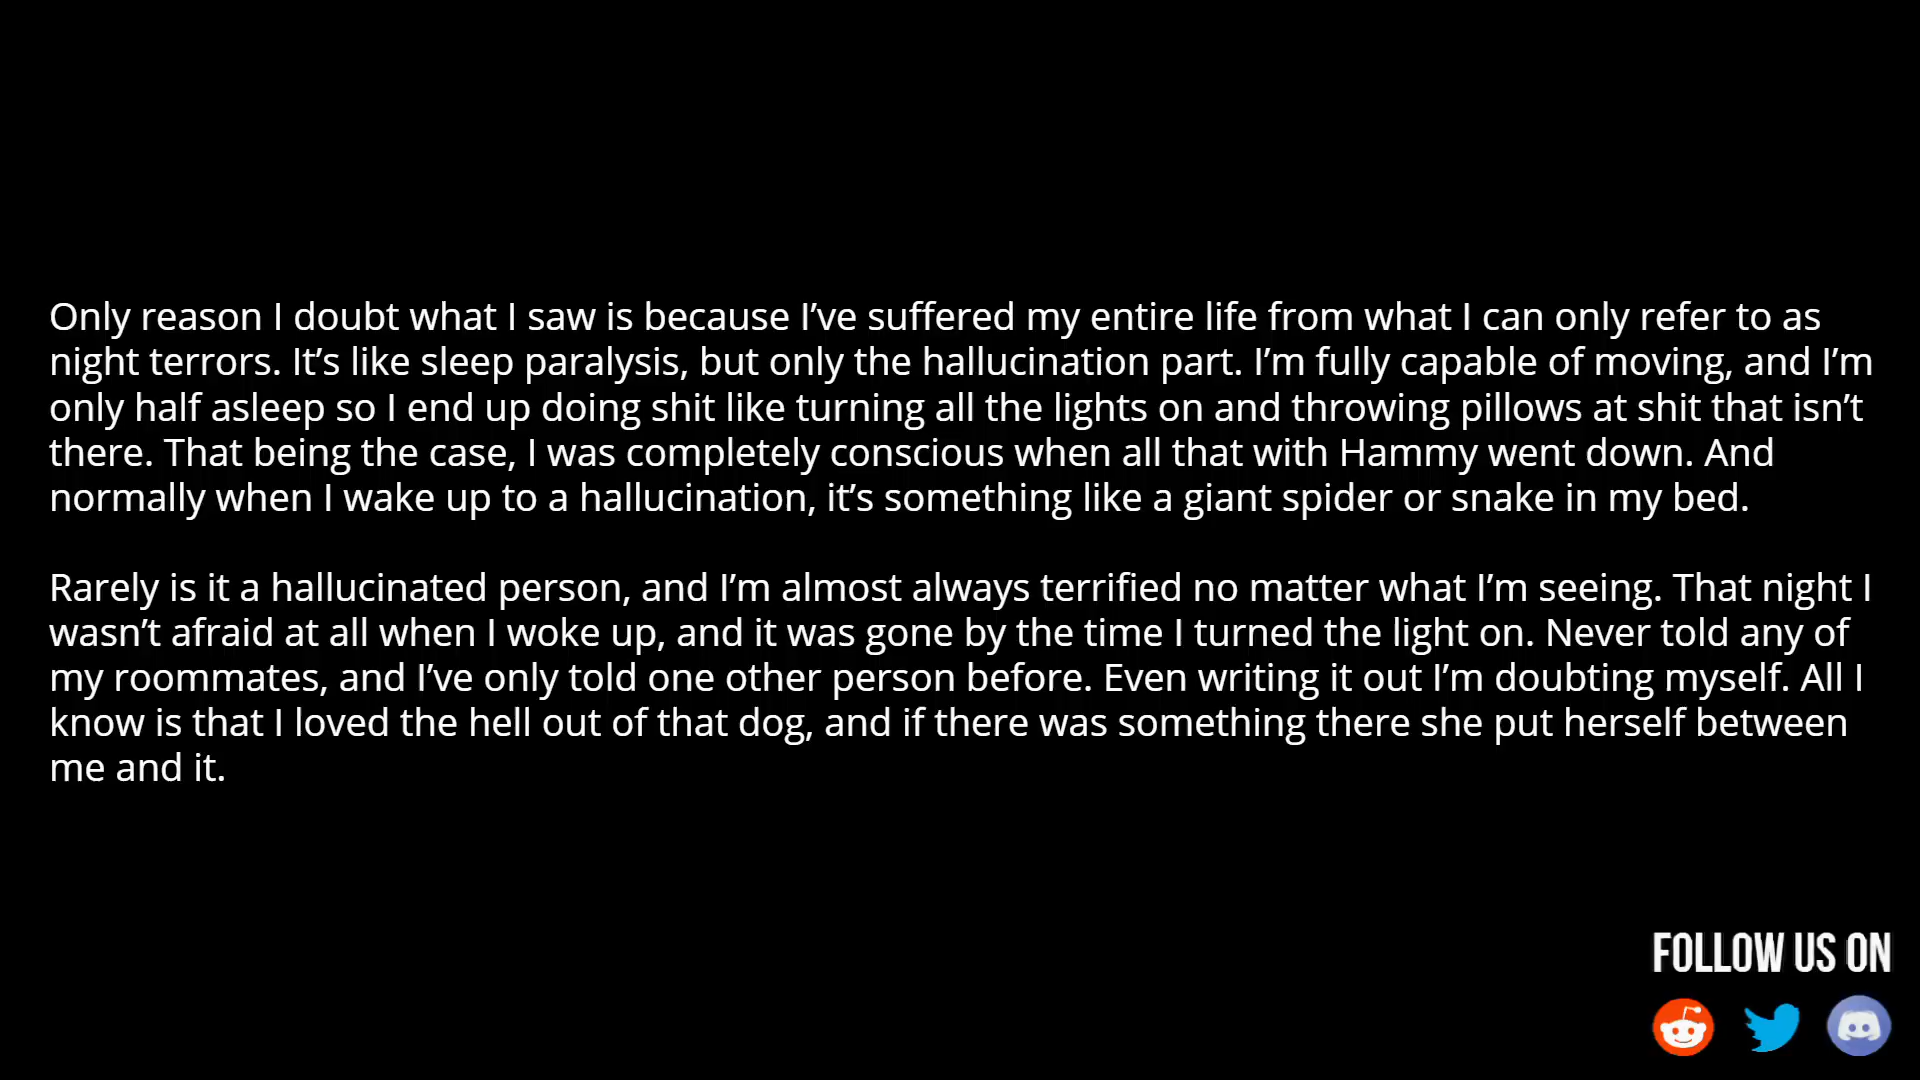 Only reason I doubt what I saw is because I’ve suffered my entire life from what I can only refer to as
night terrors. It’s like sleep paralysis, but only the hallucination part. I’m fully capable of moving, and I’m
only half asleep so I end up doing shit like turning all the lights on and throwing pillows at shit that isn’t
there. That being the case, I was completely conscious when all that with Hammy went down. And
normally when I wake up to a hallucination, it’s something like a giant spider or snake in my bed.
Rarely is it a hallucinated person, and I’m almost always terrified no matter what I’m seeing. That night I
wasn’t afraid at all when I woke up, and it was gone by the time I turned the light on. Never told any of
my roommates, and I’ve only told one other person before. Even writing it out I’m doubting myself. All I
know is that I loved the hell out of that dog, and if there was something there she put herself between
me and it.
FOLLOW US ON